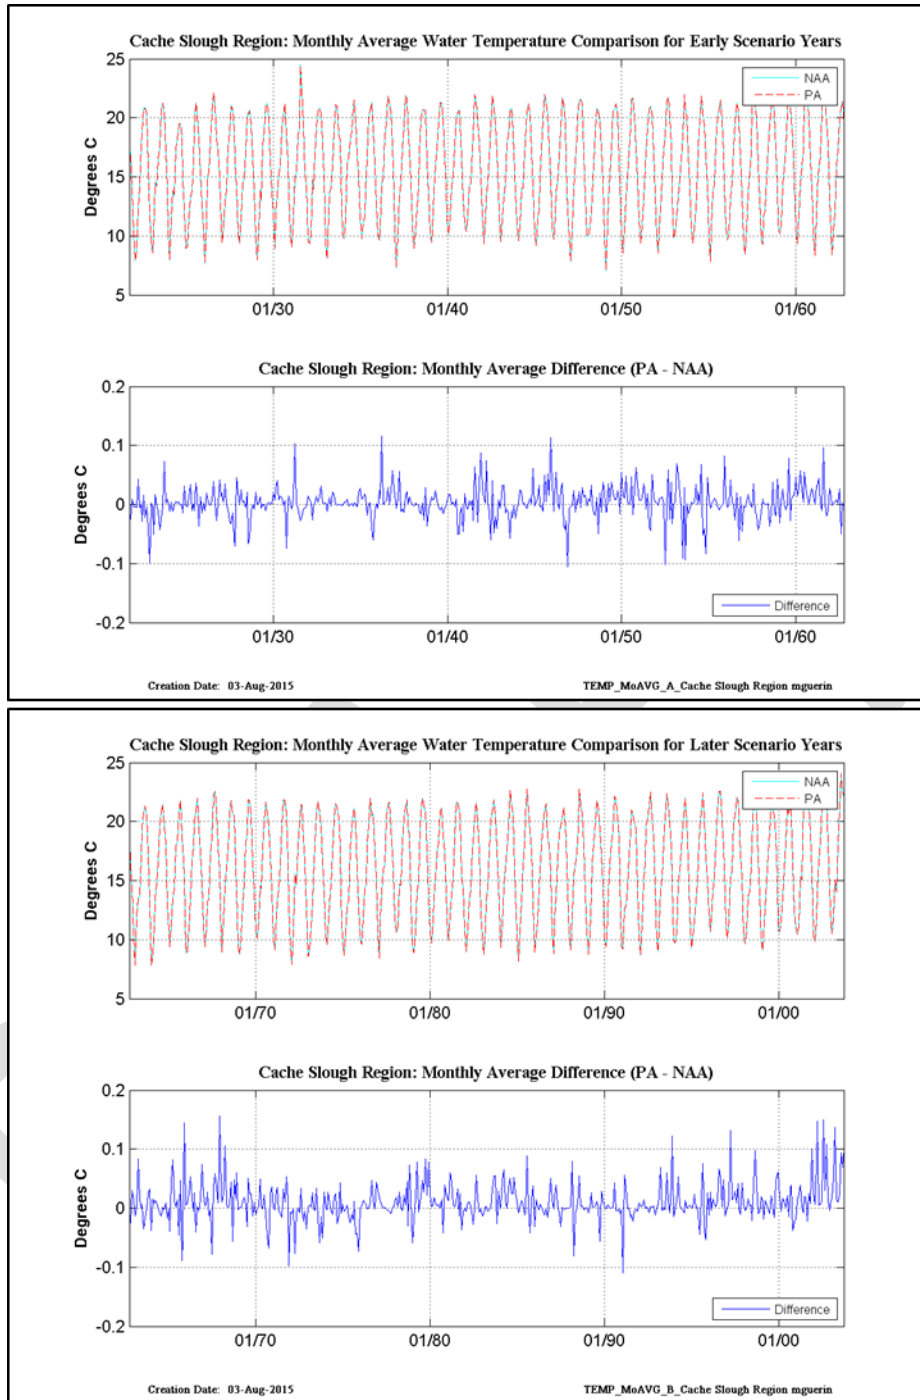 Cache Slough Region: Monthly Average Water Temperature Comparison for Early Scenario Years
25
20
15
10
5
Degrees C
NAA
PA
01/30
01/40
01/50
01/60
Cache Slough Region: Monthly Average Difference (PA - NAA)
0.2
0.1
0
-0.1
-0.2
Degrees C
Difference
01/30
01/40
01/50
01/60
Creation Date: 03-Aug-2015
TEMP_MoAVG_A_Cache Slough Region mguerin
Cache Slough Region: Monthly Average Water Temperature Comparison for Later Scenario Years
25
20
15
10
5
Degrees C
NAA
PA
01/70
01/80
01/90
01/00
Cache Slough Region: Monthly Average Difference (PA - NAA)
0.2
0.1
0
-0.1
-0.2
Degrees C
Difference
01/70
01/80
01/90
01/00
Creation Date: 03-Aug-2015
TEMP_MoAVG_B_Cache Slough Region mguerin